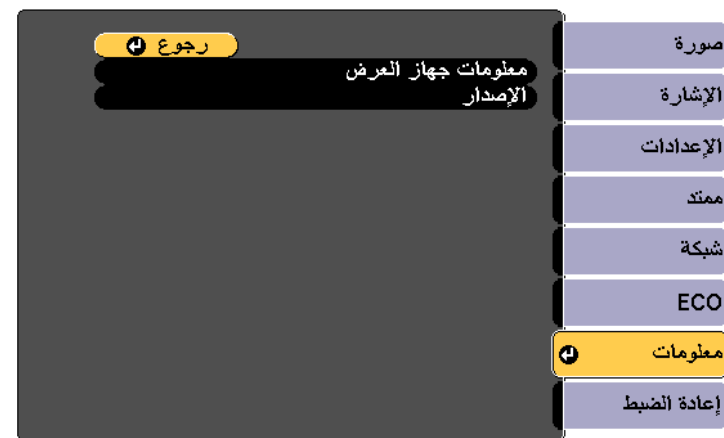 صورة
الإشارة
الإعدادات
ممتد
شبكة
ECO
معلومات
إعادة الضبط
رجوع
معلومات جهاز العرض
الإصدار